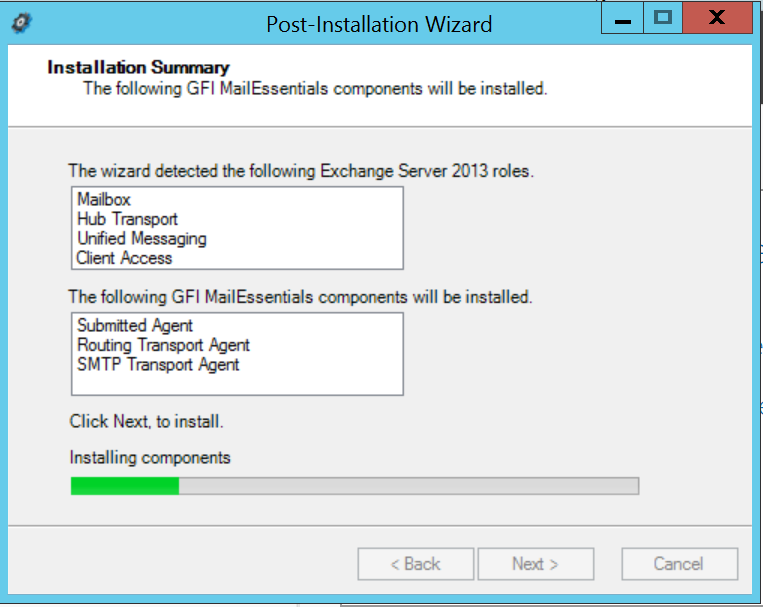 Post-Installation Wizard
Installation Summary
The following GFI MailEssentials components will be installed.
The wizard detected the following Exchange Server 2013 roles.
Mailbox
Hub Transport
Unified Messaging
Client Access
The following GFI MailEssentials components will be installed.
Submitted Agent
Routing Transport Agent
SMTP Transport Agent
Click Next, to install.
Installing components
< Back Next > Cancel